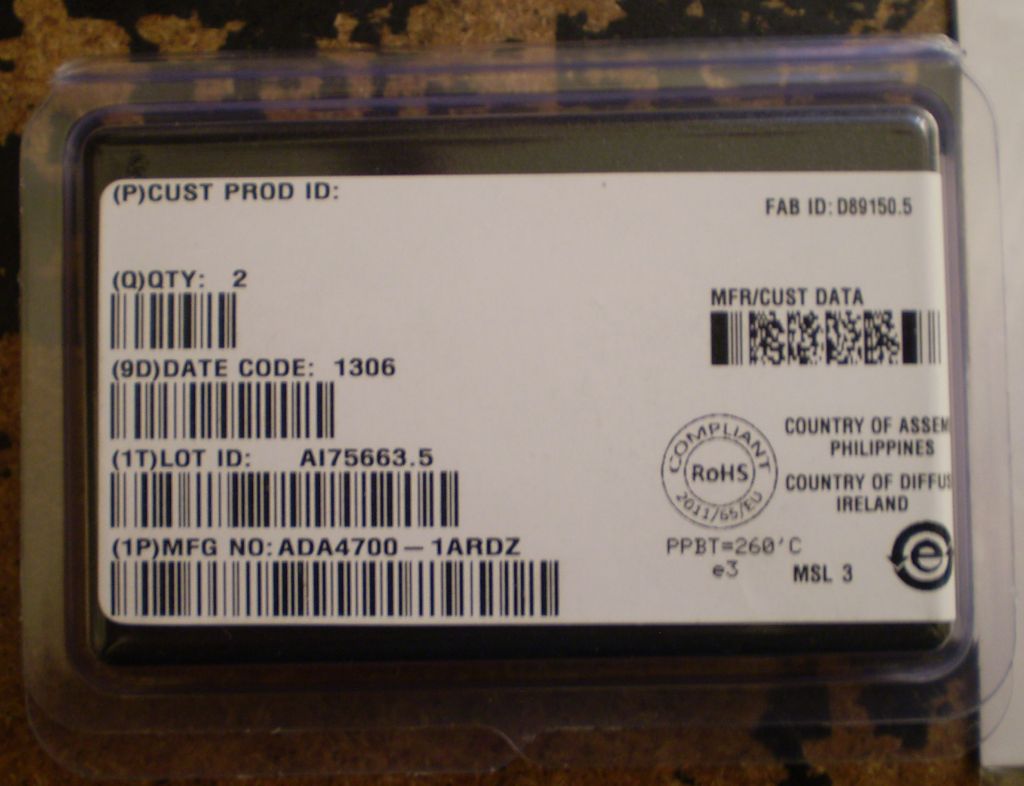 (P)CUST PROD ID:
FAB ID: D89150.5
(Q)QTY: 2
MFR/CUST DATA
(9D)DATE CODE: 1306
(1T)LOT ID: AI75663.5
COUNTRY OF ASSEM
PHILIPPINES
COUNTRY OF DIFFUS
IRELAND
COMPLIANT
RoHS
2011/65/EU
(1P)MFG NO: ADA4700-1ARDZ
PPBT=260'C
e3
MSL 3
e